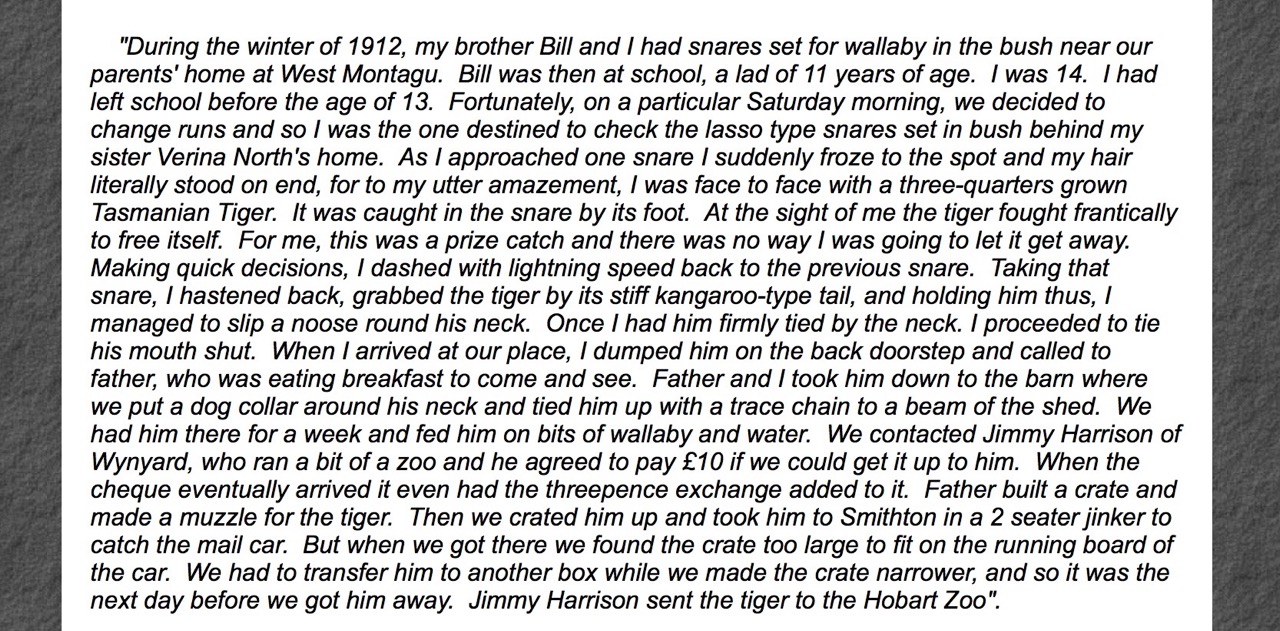 "During the winter of 1912, my brother Bill and I had snares set for wallaby in the bush near our
parents' home at West Montagu.  Bill was then at school, a lad of 11 years of age.  I was 14.  I had
left school before the age of 13.  Fortunately, on a particular Saturday morning, we decided to
change runs and so I was the one destined to check the lasso type snares set in bush behind my
sister Verina North's home.  As I approached one snare I suddenly froze to the spot and my hair
literally stood on end, for to my utter amazement, I was face to face with a three-quarters grown
Tasmanian Tiger.  It was caught in the snare by its foot.  At the sight of me the tiger fought frantically
to free itself.  For me, this was a prize catch and there was no way I was going to let it get away.
Making quick decisions, I dashed with lightning speed back to the previous snare.  Taking that
snare, I hastened back, grabbed the tiger by its stiff kangaroo-type tail, and holding him thus, I
managed to slip a noose round his neck.  Once I had him firmly tied by the neck. I proceeded to tie
his mouth shut.  When I arrived at our place, I dumped him on the back doorstep and called to
father, who was eating breakfast to come and see.  Father and I took him down to the barn where
we put a dog collar around his neck and tied him up with a trace chain to a beam of the shed.  We
had him there for a week and fed him on bits of wallaby and water.  We contacted Jimmy Harrison of
Wynyard, who ran a bit of a zoo and he agreed to pay £10 if we could get it up to him.  When the
cheque eventually arrived it even had the threepence exchange added to it.  Father built a crate and
made a muzzle for the tiger.  Then we crated him up and took him to Smithton in a 2 seater jinker to
catch the mail car.  But when we got there we found the crate too large to fit on the running board of
the car.  We had to transfer him to another box while we made the crate narrower, and so it was the
next day before we got him away.  Jimmy Harrison sent the tiger to the Hobart Zoo".